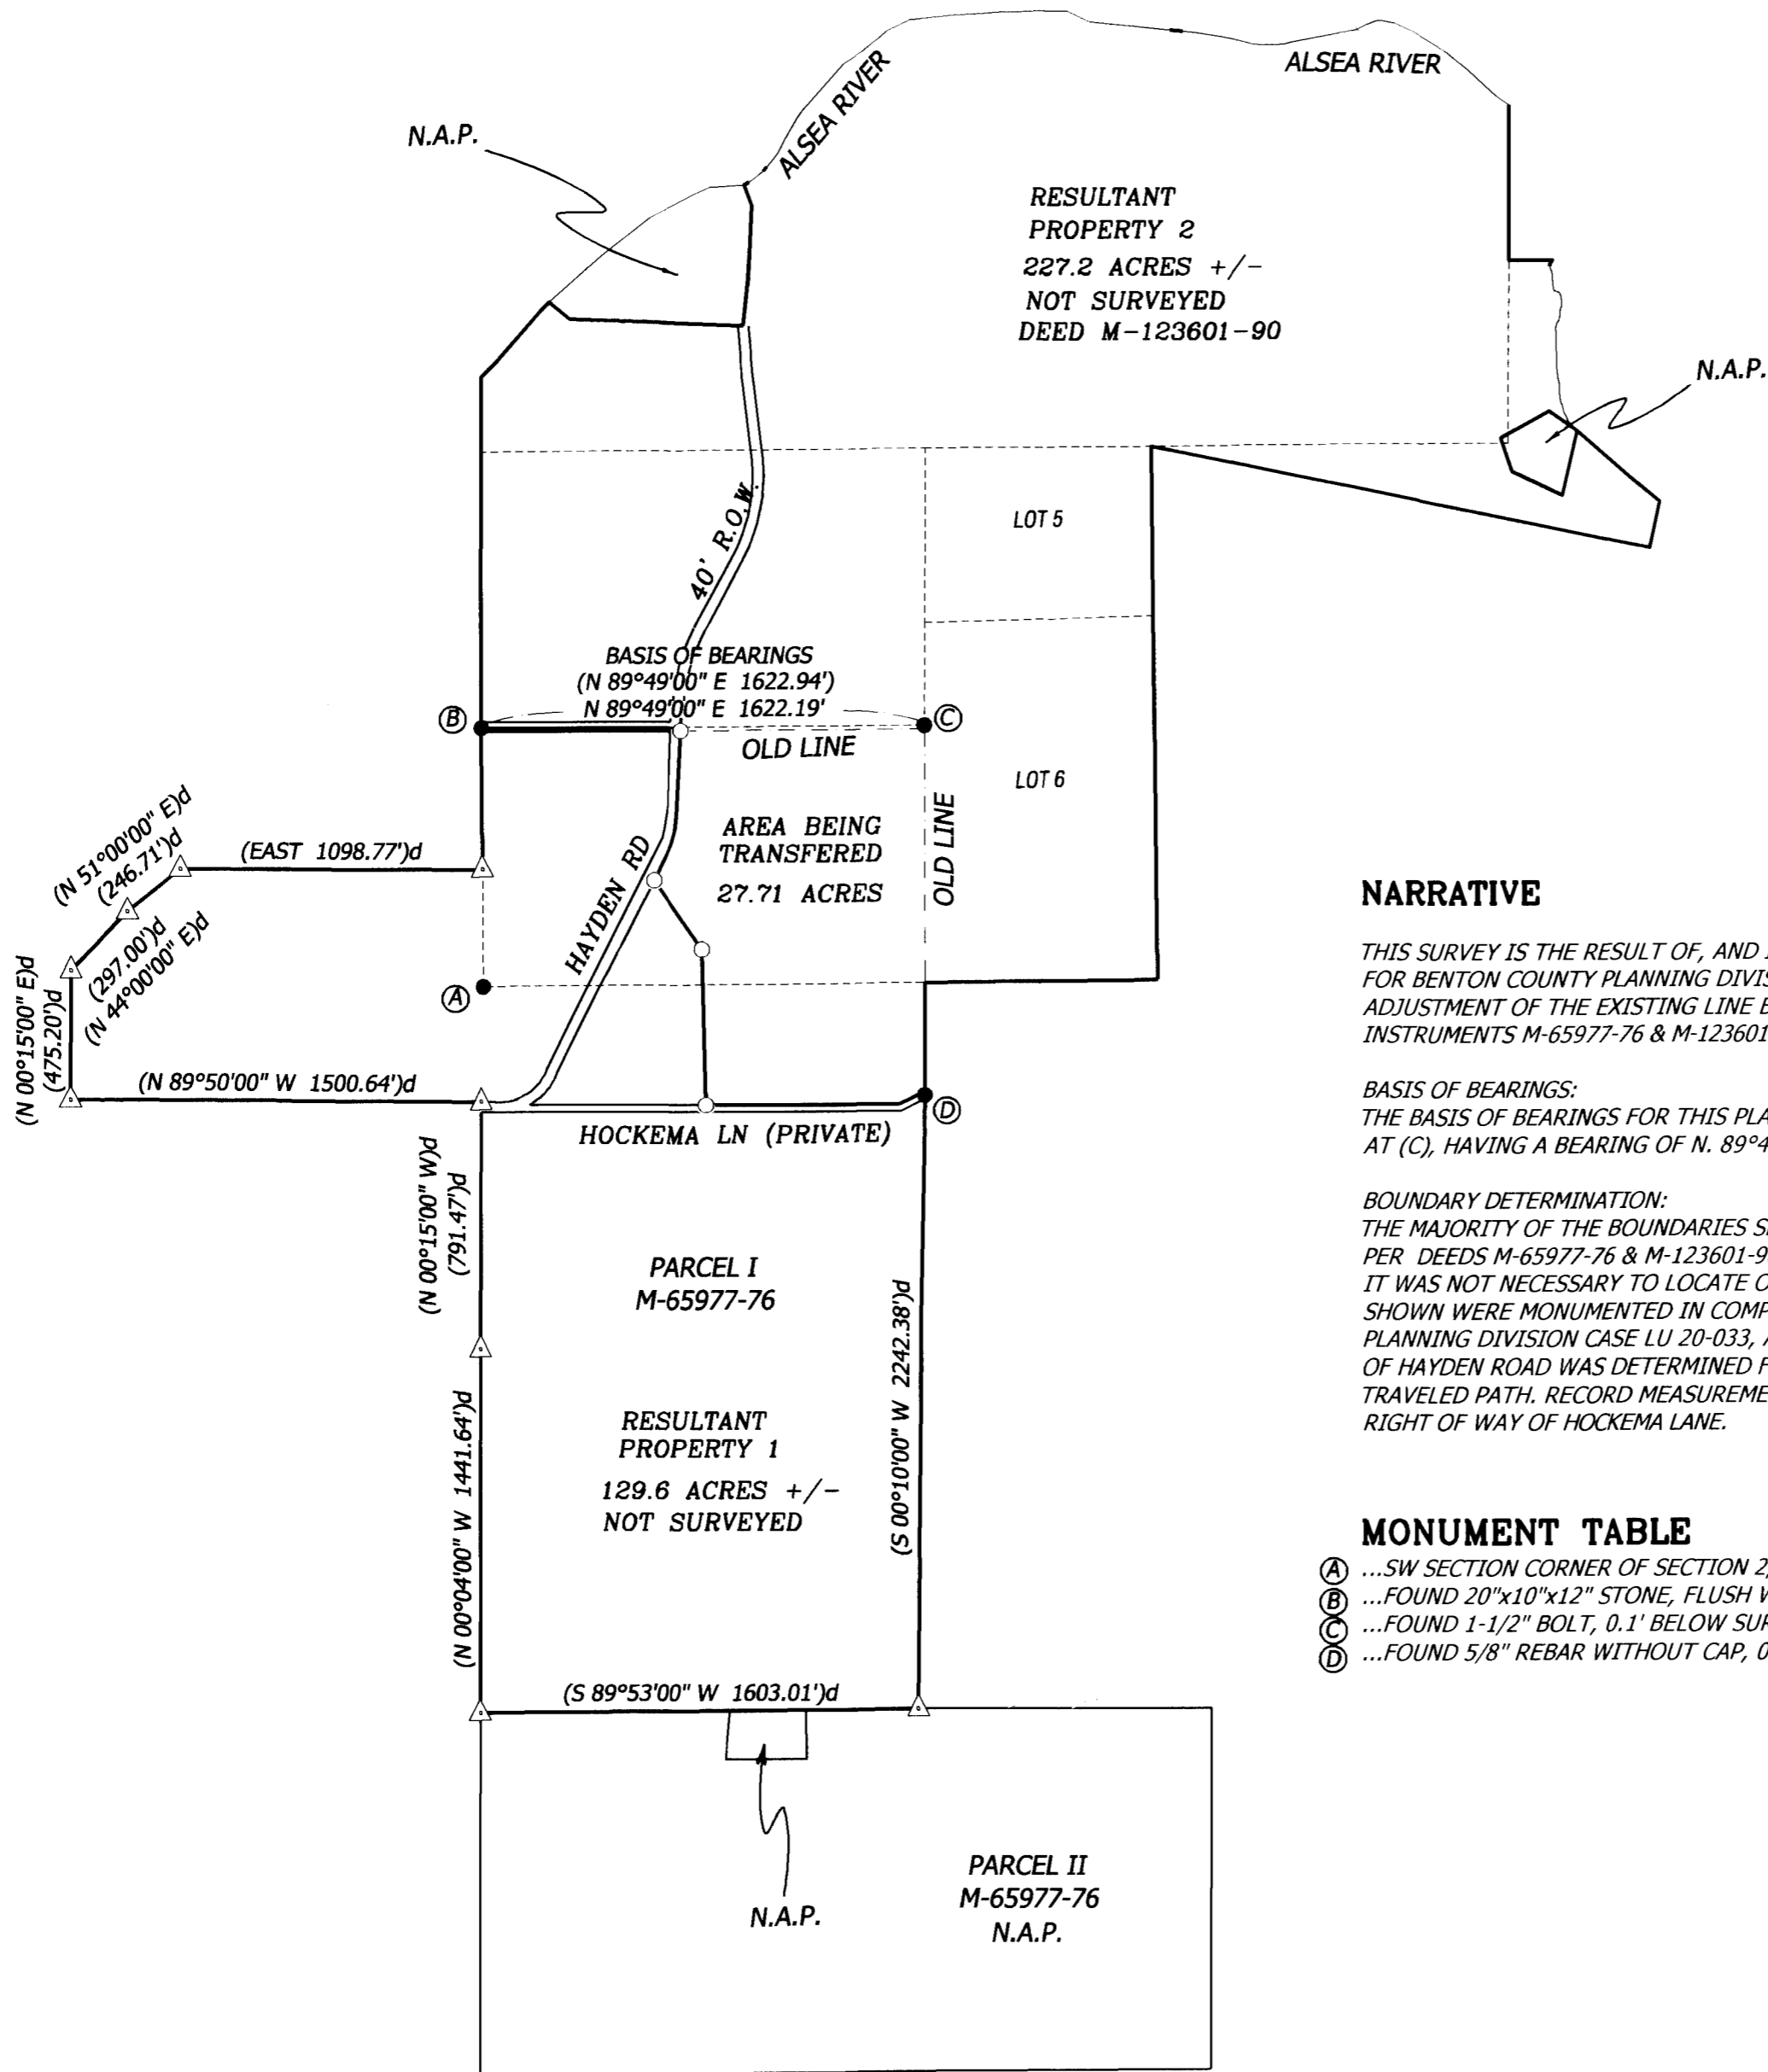 ALSEA RIVER
ALSEA RIVER
N.A.P.
RESULTANT
PROPERTY 2
227.2 ACRES +/-
NOT SURVEYED
DEED M-123601-90
N.A.P.
LOT 5
40' R.O.W.
BASIS OF BEARINGS
(N 89°49'00" E 1622.94')
N 89°49'00" E 1622.19'
B
C
OLD LINE
LOT 6
OLD LINE
AREA BEING
TRANSFERED
27.71 ACRES
HAYDEN RD
(EAST 1098.77')d
(N 51°00'00" E)d
(246.71')d
(297.00')d
(N 44°00'00" E)d
(N 00°15'00" E)d
(475.20')d
A
(N 89°50'00" W 1500.64')d
D
HOCKEMA LN (PRIVATE)
(N 00°15'00" W)d
(791.47')d
PARCEL I
M-65977-76
(S 00°10'00" W 2242.38')d
RESULTANT
PROPERTY 1
129.6 ACRES +/-
NOT SURVEYED
(N 00°04'00" W 1441.64')d
(S 89°53'00" W 1603.01')d
N.A.P.
PARCEL II
M-65977-76
N.A.P.
NARRATIVE
THIS SURVEY IS THE RESULT OF, AND
FOR BENTON COUNTY PLANNING DIVIS
ADJUSTMENT OF THE EXISTING LINE
INSTRUMENTS M-65977-76 & M-123601
BASIS OF BEARINGS:
THE BASIS OF BEARINGS FOR THIS PLA
AT (C), HAVING A BEARING OF N. 89°4
BOUNDARY DETERMINATION:
THE MAJORITY OF THE BOUNDARIES
PER DEEDS M-65977-76 & M-123601-9
IT WAS NOT NECESSARY TO LOCATE
SHOWN WERE MONUMENTED IN COMP
PLANNING DIVISION CASE LU 20-033,
OF HAYDEN ROAD WAS DETERMINED
TRAVELED PATH. RECORD MEASUREME
RIGHT OF WAY OF HOCKEMA LANE.
MONUMENT TABLE
A ...SW SECTION CORNER OF SECTION 2,
B ...FOUND 20"x10"x12" STONE, FLUSH
C ...FOUND 1-1/2" BOLT, 0.1' BELOW SUR
D ...FOUND 5/8" REBAR WITHOUT CAP, 0